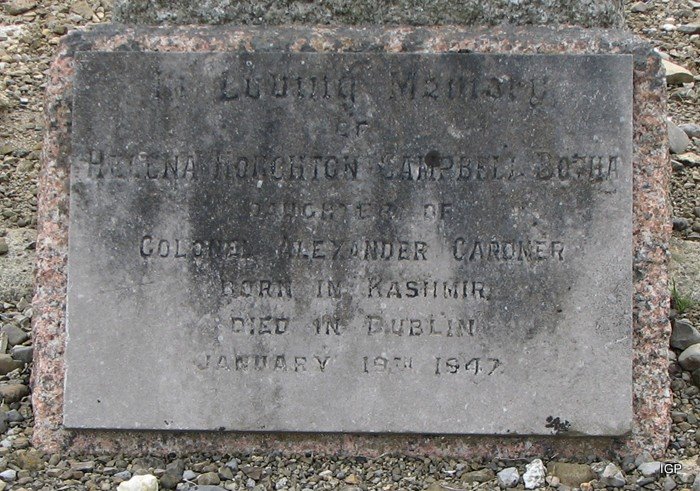 In Loving Memory
OF
HELENA HOUGHTON CAMPBELL BOTHA
DAUGHTER OF
COLONEL ALEXANDER GARDNER
BORN IN KASHMIR
DIED IN DUBLIN
JANUARY 19TH 1947
IGP